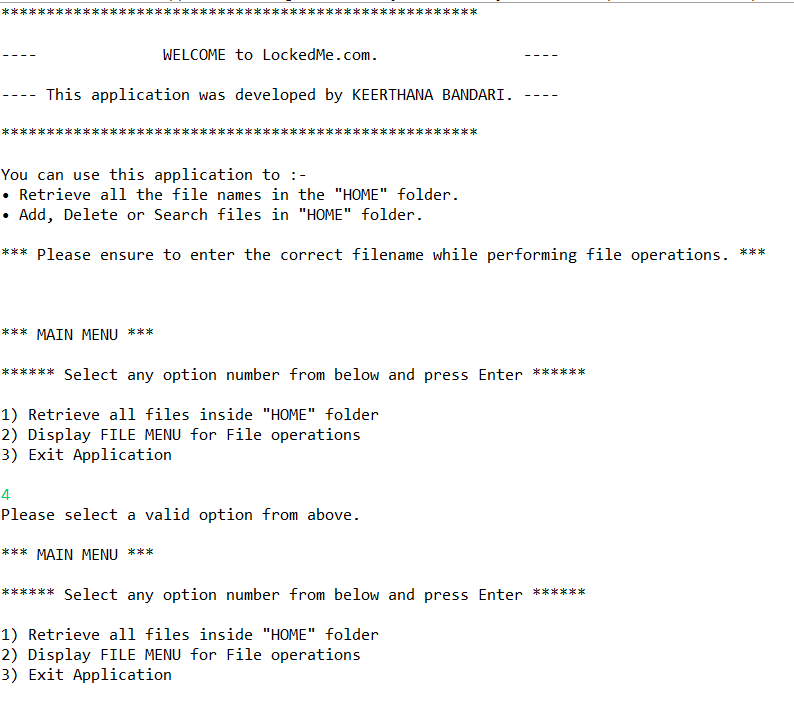 *****************************************************
---- WELCOME to LockedMe.com. ----
---- This application was developed by KEERTHANA BANDARI. ----
*****************************************************
You can use this application to :-
• Retrieve all the file names in the "HOME" folder.
• Add, Delete or Search files in "HOME" folder.
*** Please ensure to enter the correct filename while performing file operations. ***
*** MAIN MENU ***
****** Select any option number from below and press Enter ******
1) Retrieve all files inside "HOME" folder
2) Display FILE MENU for File operations
3) Exit Application
4
Please select a valid option from above.
*** MAIN MENU ***
****** Select any option number from below and press Enter ******
1) Retrieve all files inside "HOME" folder
2) Display FILE MENU for File operations
3) Exit Application